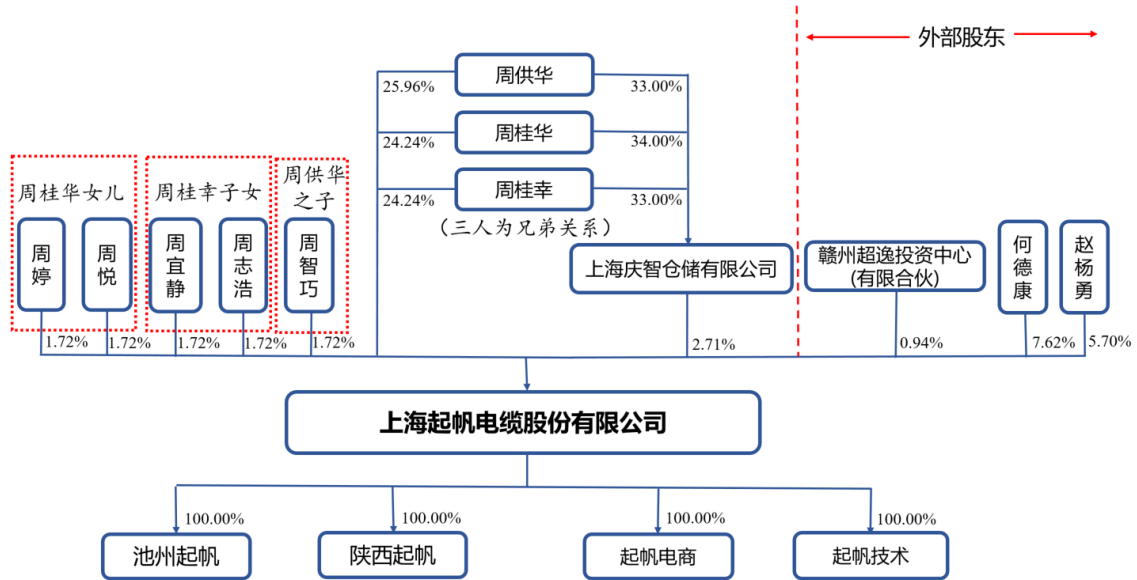 外部股东
周供华
25.96%
33.00%
周桂华
24.24%
34.00%
周桂幸
24.24%
33.00%
（三人为兄弟关系）
周桂华女儿
周桂幸子女
周供华
之子
周婷
周悦
周宜静
周志浩
周智巧
上海庆智仓储有限公司
赣州超逸投资中心
(有限合伙)
何德康
赵杨勇
1.72%
1.72%
1.72%
1.72%
1.72%
2.71%
0.94%
7.62%
5.70%
上海起帆电缆股份有限公司
100.00%
100.00%
100.00%
100.00%
池州起帆
陕西起帆
起帆电商
起帆技术